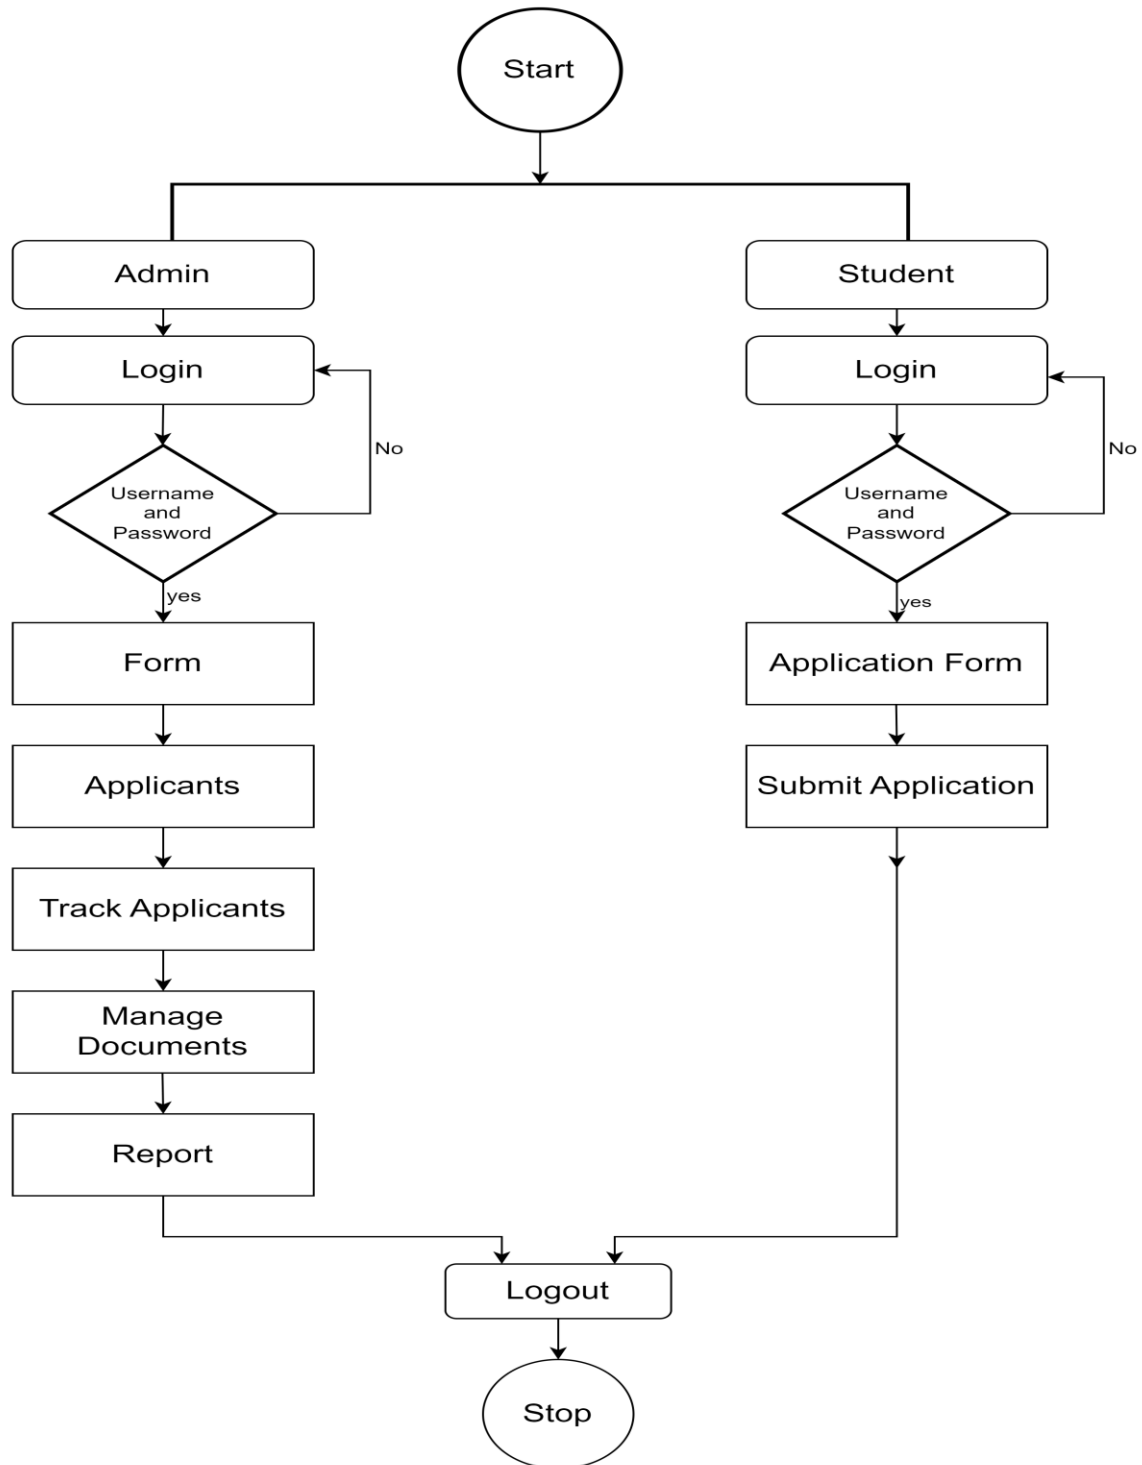 Start
Admin
Student
Login
Login
No
No
Username
and
Password
Username
and
Password
yes
yes
Form
Application Form
Applicants
Submit Application
Track Applicants
Manage
Documents
Report
Logout
Stop